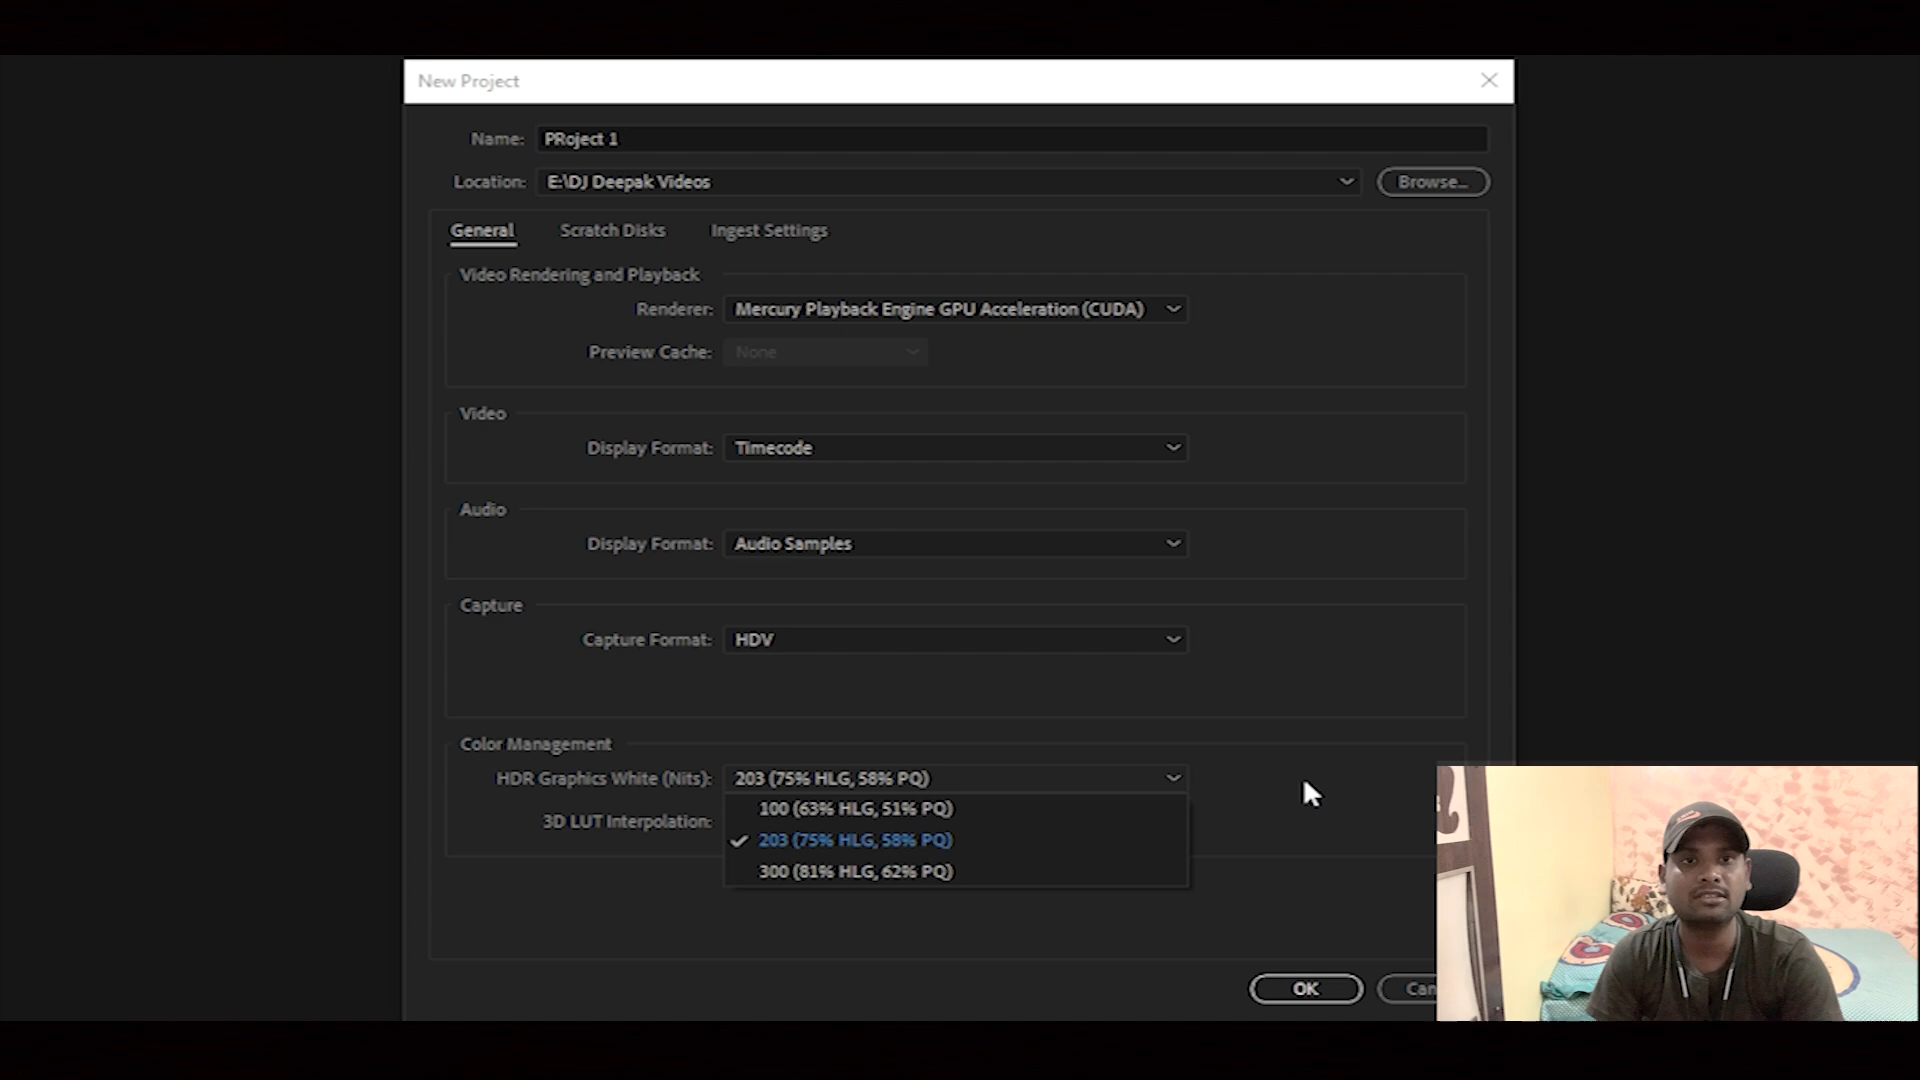 New Project
Name: PRoject 1
Location: E:\DJ Deepak Videos Browse...
General Scratch Disks Ingest Settings
Video Rendering and Playback
Renderer: Mercury Playback Engine GPU Acceleration (CUDA)
Preview Cache: None
Video
Display Format: Timecode
Audio
Display Format: Audio Samples
Capture
Capture Format: HDV
Color Management
HDR Graphics White (Nits): 203 (75% HLG, 58% PQ)
100 (63% HLG, 51% PQ)
3D LUT Interpolation:
203 (75% HLG, 58% PQ)
300 (81% HLG, 62% PQ)
OK Can